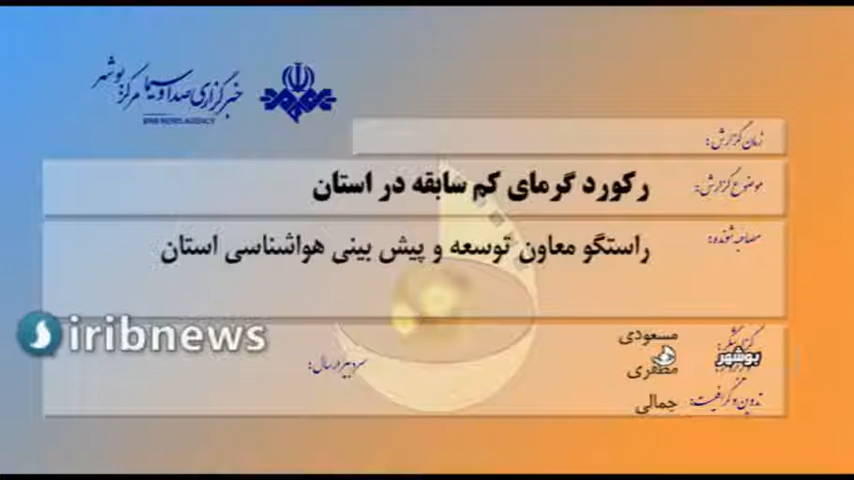 خبرگزاری صدا و سیما مرکز بوشهر
IRIB NEWS AGENCY
زمان گزارش:
موضوع گزارش: رکورد گرمای کم سابقه در استان
مصاحبه شونده: راستگو معاون توسعه و پیش بینی هواشناسی استان
iribnews
گزارشگر: مسعودی
بوشهر
مظفری
سردبیر ارسال:
تدوین و گرافیست: جمالی